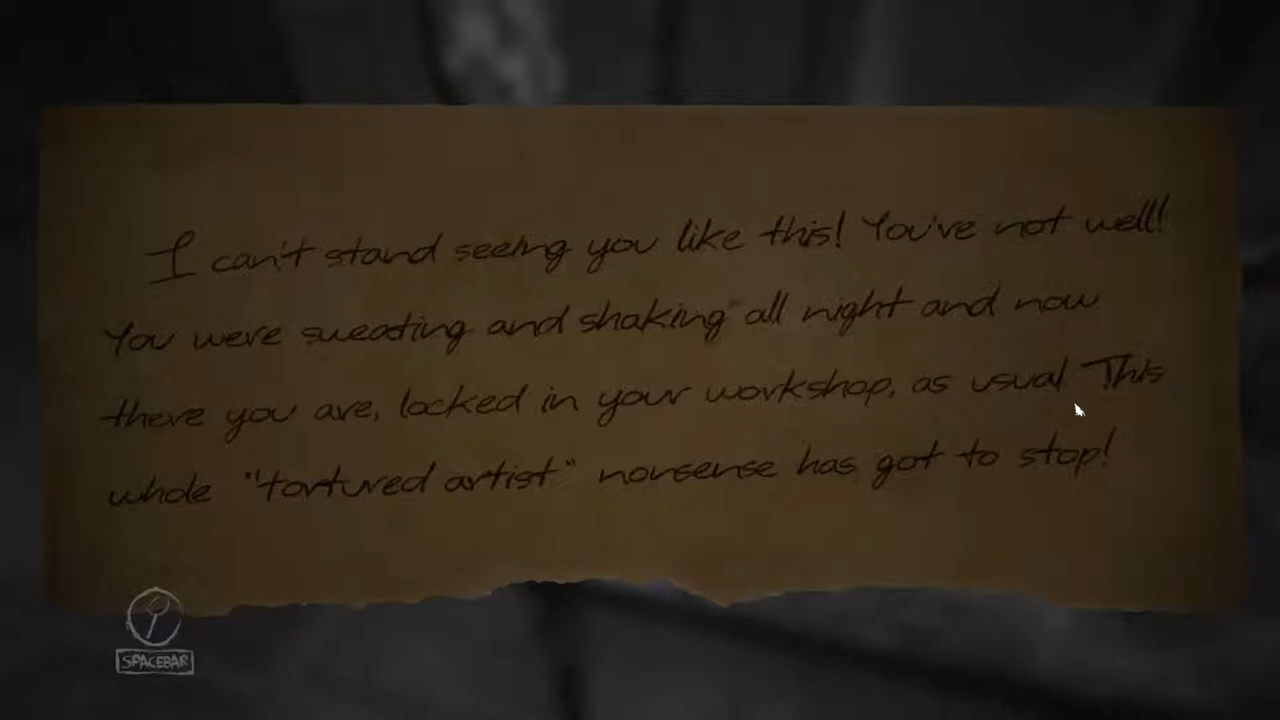 I can't stand seeing you like this! You've not well!
You were sweating and shaking all night and now
there you are, locked in your workshop, as usual This
whole "tortured artist" nonsense has got to stop!
SPACEBAR